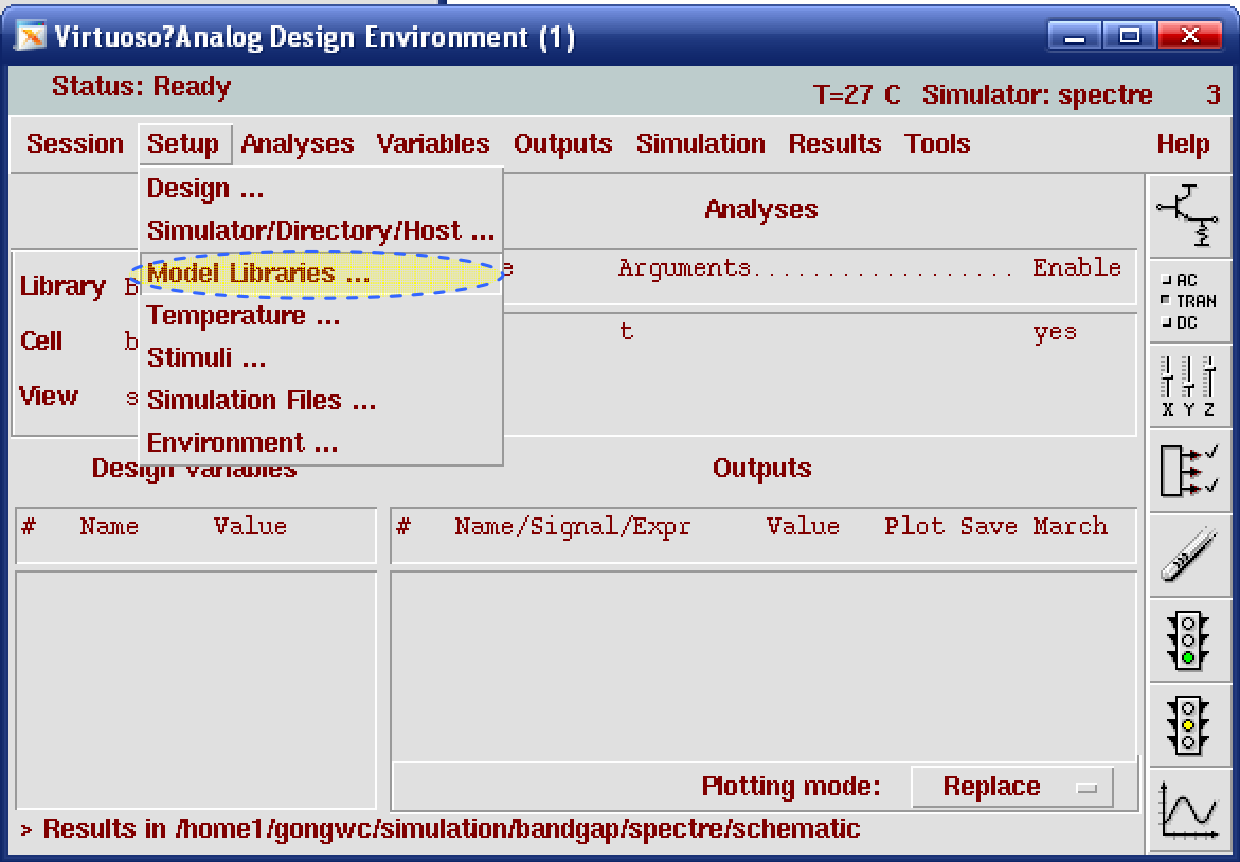 Virtuoso?Analog Design Environment (1)
Status: Ready
T=27 C Simulator: spectre 3
Session Setup Analyses Variables Outputs Simulation Results Tools Help
Design ...
Simulator/Directory/Host ...
Model Libraries ...
Temperature ...
Stimuli ...
Simulation Files ...
Environment ...
Analyses
Library
Cell b
View s
Arguments................. Enable
t yes
AC
TRAN
DC
X Y Z
Design Variables
Outputs
# Name Value
# Name/Signal/Expr Value Plot Save March
Plotting mode: Replace
> Results in /home1/gongwc/simulation/bandgap/spectre/schematic